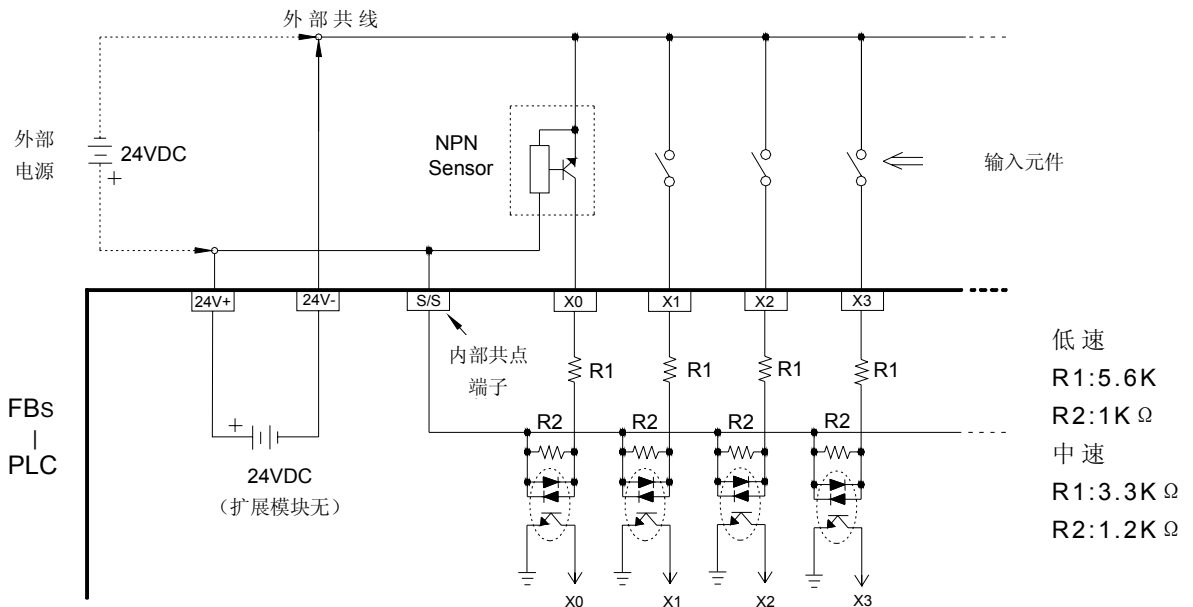 外部共线
外部
电源
24VDC
+
NPN
Sensor
输入元件
24V+
24V-
S/S
X0
X1
X2
X3
内部共点
端子
R1
R1
R1
R1
R2
R2
R2
R2
FBs
PLC
+
24VDC
（扩展模块无）
低速
R1:5.6K
R2:1K Ω
中速
R1:3.3K Ω
R2:1.2K Ω
X0
X1
X2
X3